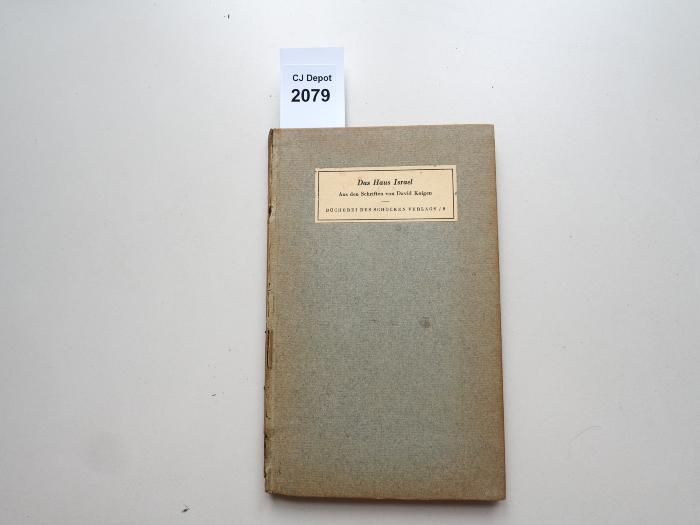 CJ Depot
2079
Das Haus Israel
Aus den Schriften von David Koigen
BÜCHEREI DES SCHOCKEN VERLAGS / 8